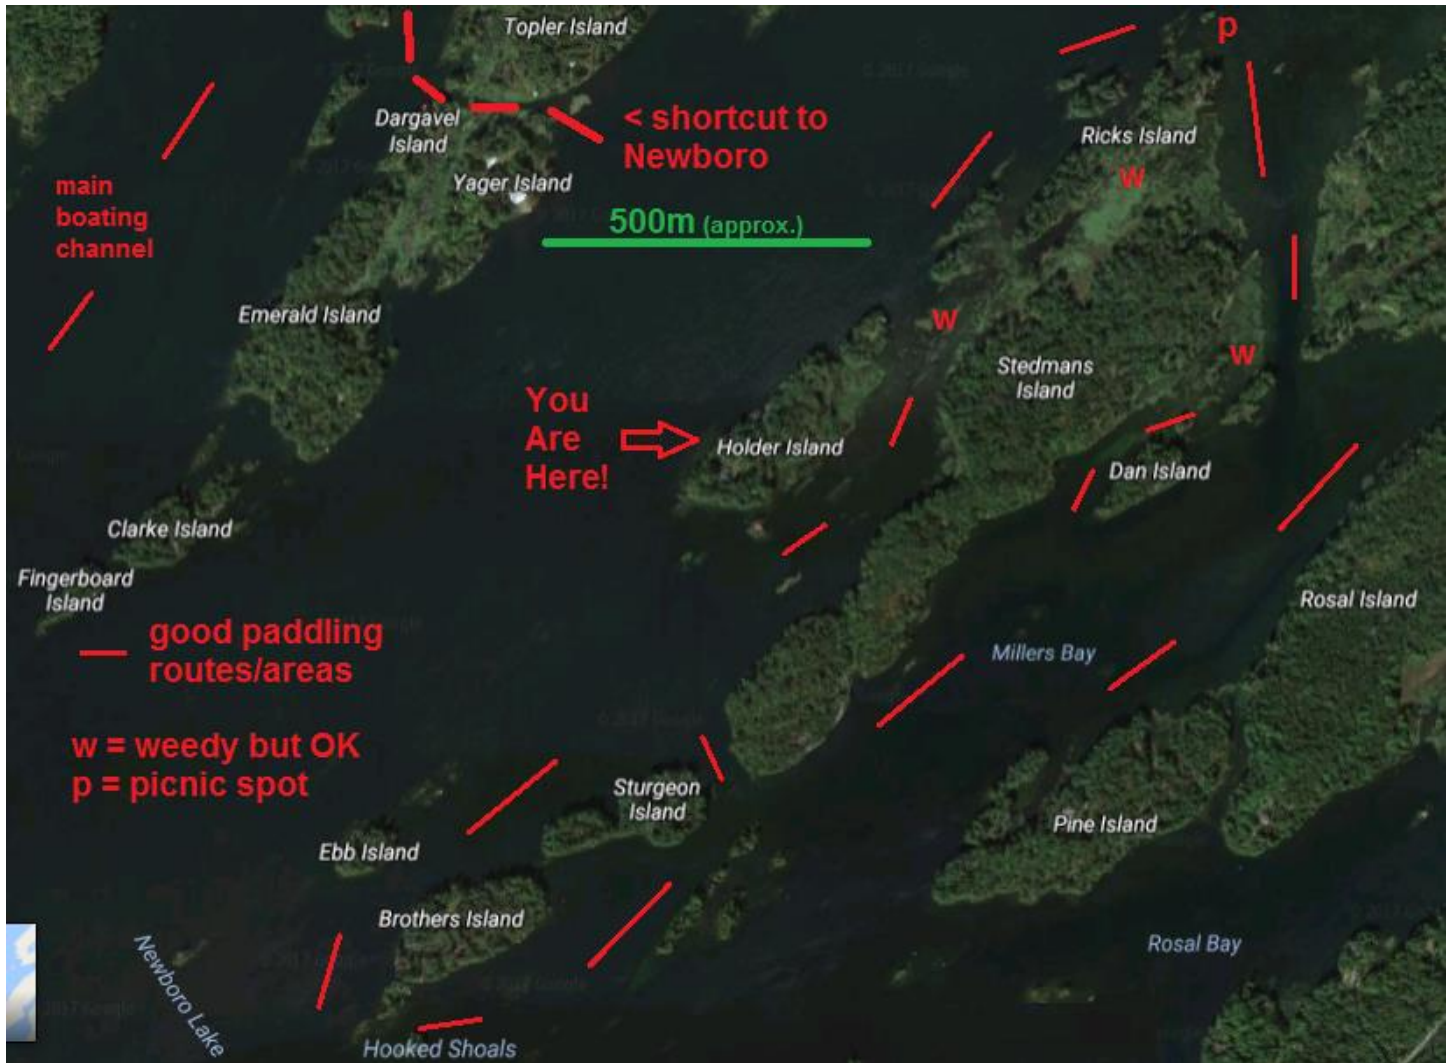 Topler Island
p
Dargavel
Island
< shortcut to
Newboro
Ricks Island
w
Yager Island
main
boating
channel
500m (approx.)
Emerald Island
w
w
Stedmans
Island
You
Are
Here!
Holder Island
Dan Island
Clarke Island
Fingerboard
Island
Rosal Island
good paddling
routes/areas
Millers Bay
w = weedy but OK
p = picnic spot
Sturgeon
Island
Pine Island
Ebb Island
Brothers Island
Rosal Bay
Newboro Lake
Hooked Shoals